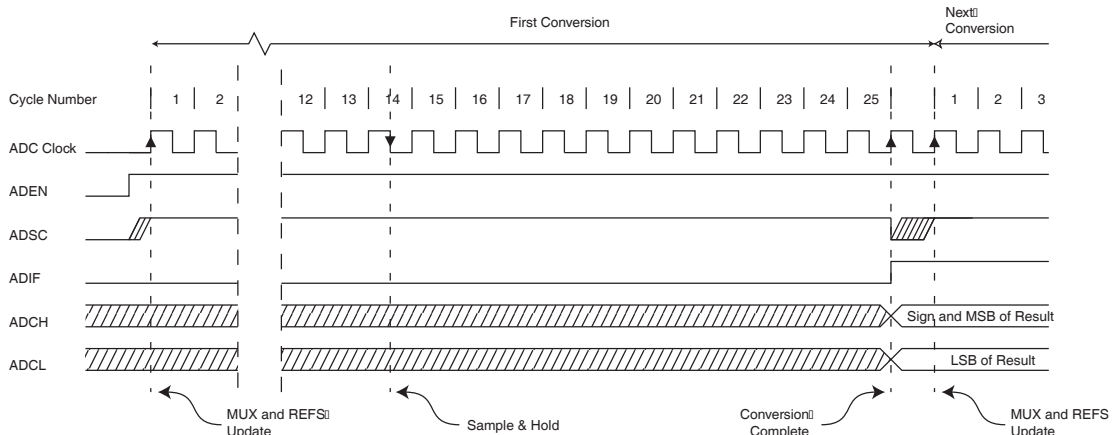 First Conversion
Next
Conversion
Cycle Number 1 2 12 13 14 15 16 17 18 19 20 21 22 23 24 25 1 2 3
ADC Clock
ADEN
ADSC
ADIF
ADCH Sign and MSB of Result
ADCL LSB of Result
MUX and REFS
Update
Sample & Hold
Conversion
Complete
MUX and REFS
Update